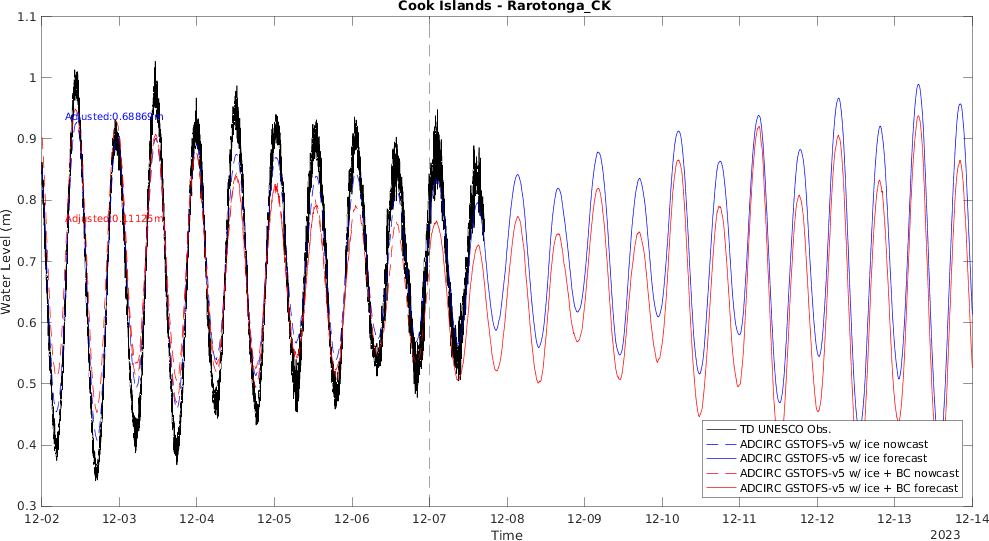 Cook Islands - Rarotonga_CK
1.1
1
0.9
0.8
0.7
0.6
0.5
0.4
0.3
Water Level (m)
Adjusted:0.68869m
Adjusted:0.11125m
TD UNESCO Obs.
ADCIRC GSTOFS-v5 w/ ice nowcast
ADCIRC GSTOFS-v5 w/ ice forecast
ADCIRC GSTOFS-v5 w/ ice + BC nowcast
ADCIRC GSTOFS-v5 w/ ice + BC forecast
12-02 12-03 12-04 12-05 12-06 12-07 12-08 12-09 12-10 12-11 12-12 12-13 12-14
Time
2023